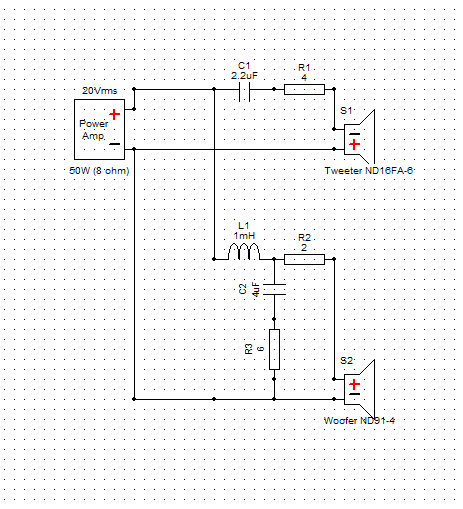 C1
2.2uF
R1
4
20Vrms
S1
+
Power
Amp
−
−
+
50W (8 ohm)
Tweeter ND16FA-6
L1
1mH
R2
2
C2
4uF
R3
6
S2
+
−
Woofer ND91-4